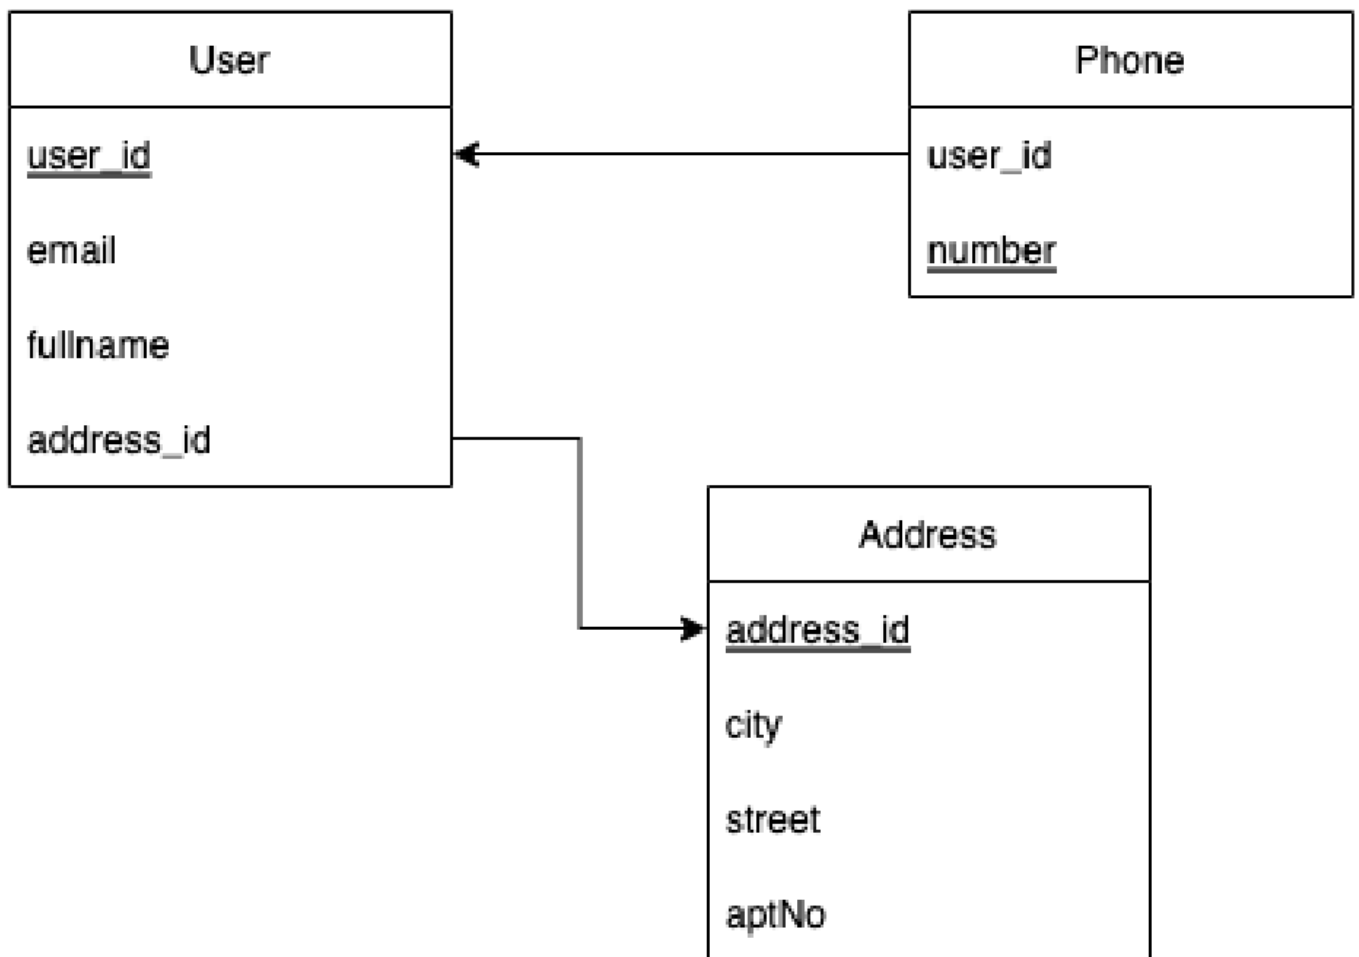 User
user_id
email
fullname
address_id
Phone
user_id
number
Address
address_id
city
street
aptNo